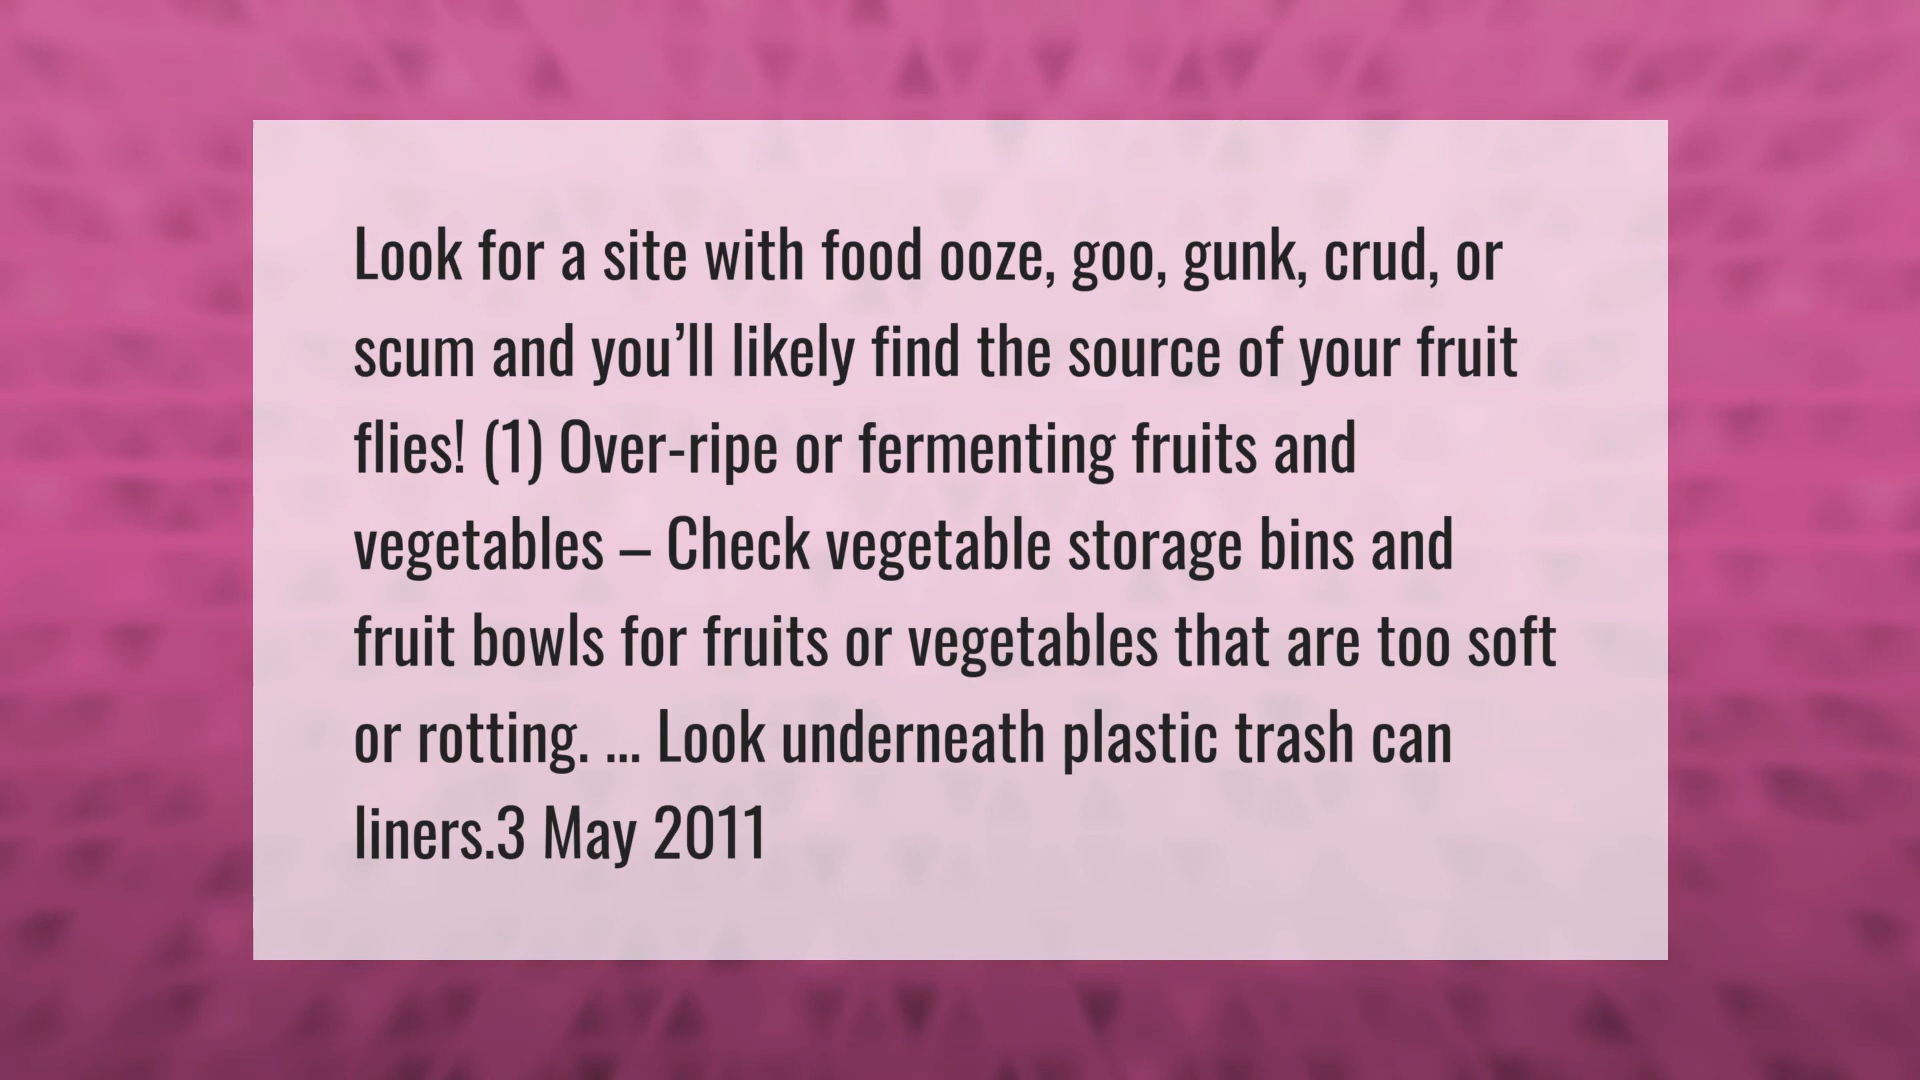 Look for a site with food ooze, goo, gunk, crud, or
scum and you’ll likely find the source of your fruit
flies! (1) Over-ripe or fermenting fruits and
vegetables – Check vegetable storage bins and
fruit bowls for fruits or vegetables that are too soft
or rotting. ... Look underneath plastic trash can
liners.3 May 2011